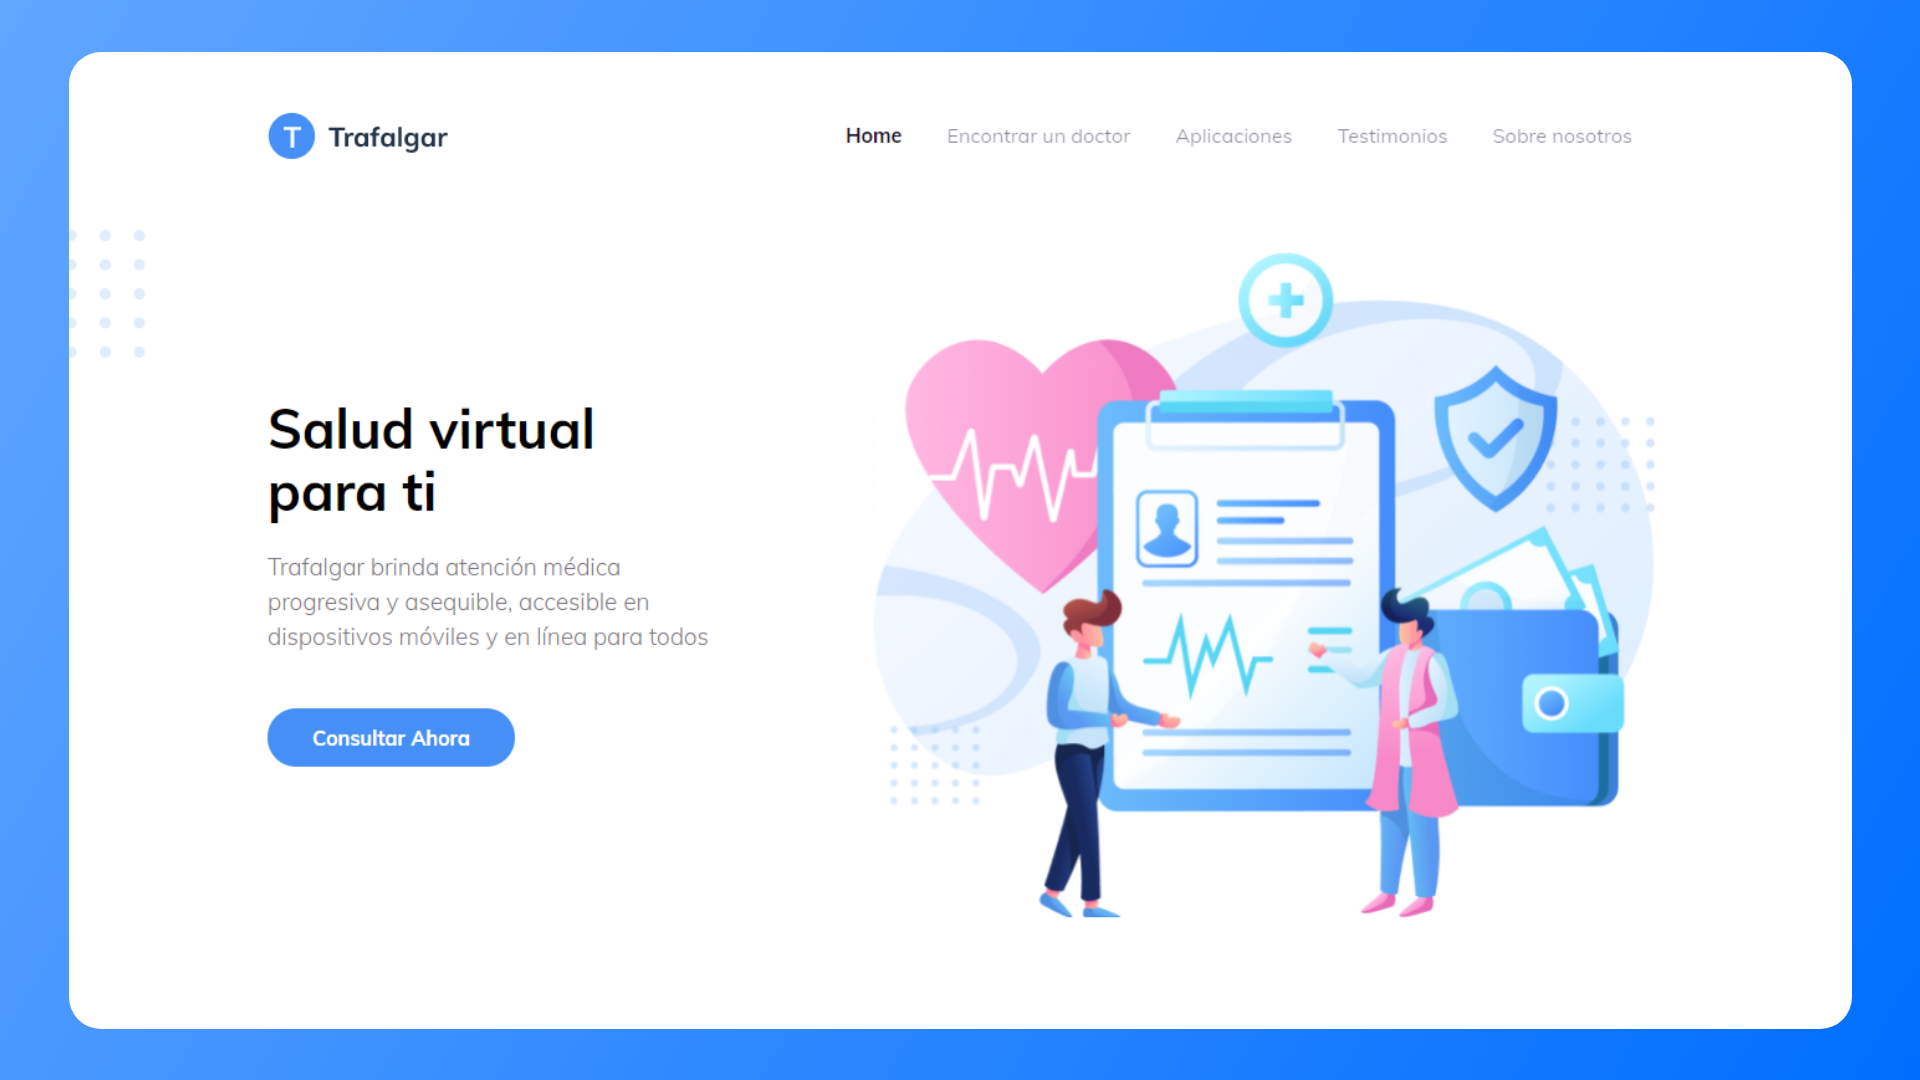 T Trafalgar
Home Encontrar un doctor Aplicaciones Testimonios Sobre nosotros
Salud virtual
para ti
Trafalgar brinda atención médica
progresiva y asequible, accesible en
dispositivos móviles y en línea para todos
Consultar Ahora